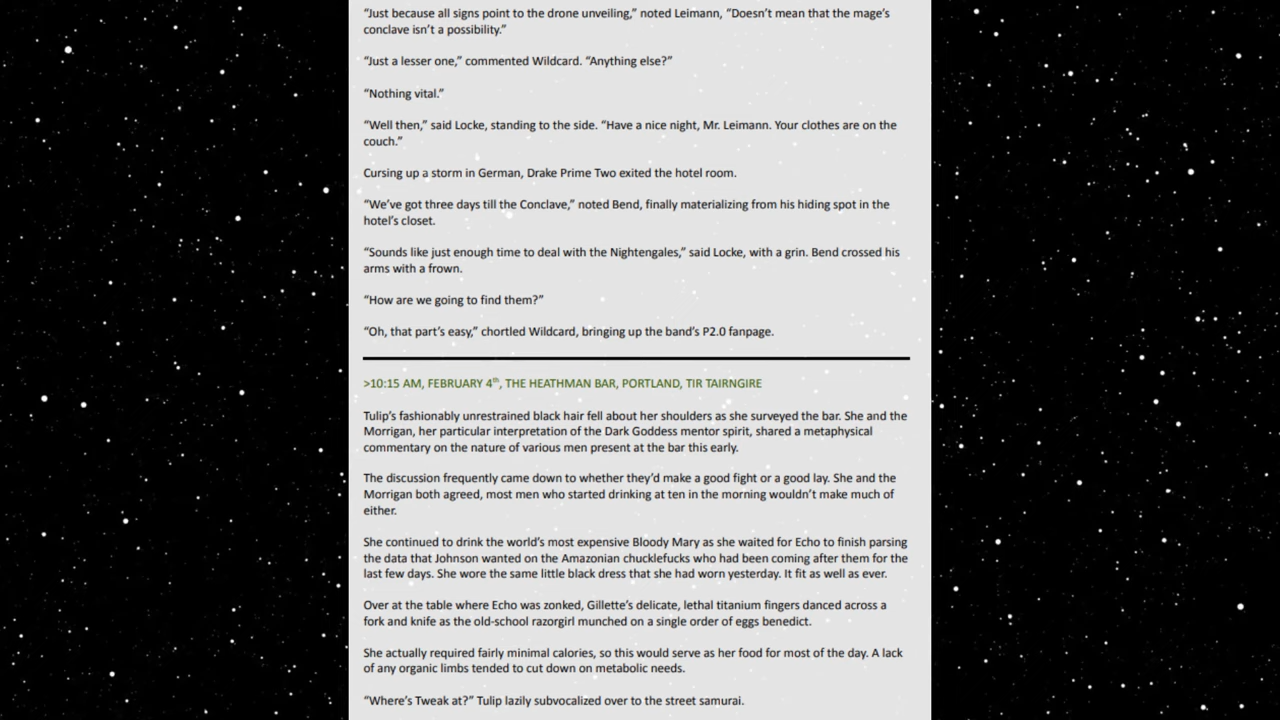 “Just because all signs point to the drone unveiling,” noted Leimann, “Doesn’t mean that the mage’s
conclave isn’t a possibility.”
“Just a lesser one,” commented Wildcard. “Anything else?”
“Nothing vital.”
“Well then,” said Locke, standing to the side. “Have a nice night, Mr. Leimann. Your clothes are on the
couch.”
Cursing up a storm in German, Drake Prime Two exited the hotel room.
“We’ve got three days till the Conclave,” noted Bend, finally materializing from his hiding spot in the
hotel’s closet.
“Sounds like just enough time to deal with the Nightengales,” said Locke, with a grin. Bend crossed his
arms with a frown.
“How are we going to find them?”
“Oh, that part’s easy,” chortled Wildcard, bringing up the band’s P2.0 fanpage.
>10:15 AM, FEBRUARY 4th, THE HEATHMAN BAR, PORTLAND, TIR TAIRNGIRE
Tulip’s fashionably unrestrained black hair fell about her shoulders as she surveyed the bar. She and the
Morrigan, her particular interpretation of the Dark Goddess mentor spirit, shared a metaphysical
commentary on the nature of various men present at the bar this early.
The discussion frequently came down to whether they’d make a good fight or a good lay. She and the
Morrigan both agreed, most men who started drinking at ten in the morning wouldn’t make much of
either.
She continued to drink the world’s most expensive Bloody Mary as she waited for Echo to finish parsing
the data that Johnson wanted on the Amazonian chucklefucks who had been coming after them for the
last few days. She wore the same little black dress that she had worn yesterday. It fit as well as ever.
Over at the table where Echo was zonked, Gillette’s delicate, lethal titanium fingers danced across a
fork and knife as the old-school razorgirl munched on a single order of eggs benedict.
She actually required fairly minimal calories, so this would serve as her food for most of the day. A lack
of any organic limbs tended to cut down on metabolic needs.
“Where’s Tweak at?” Tulip lazily subvocalized over to the street samurai.